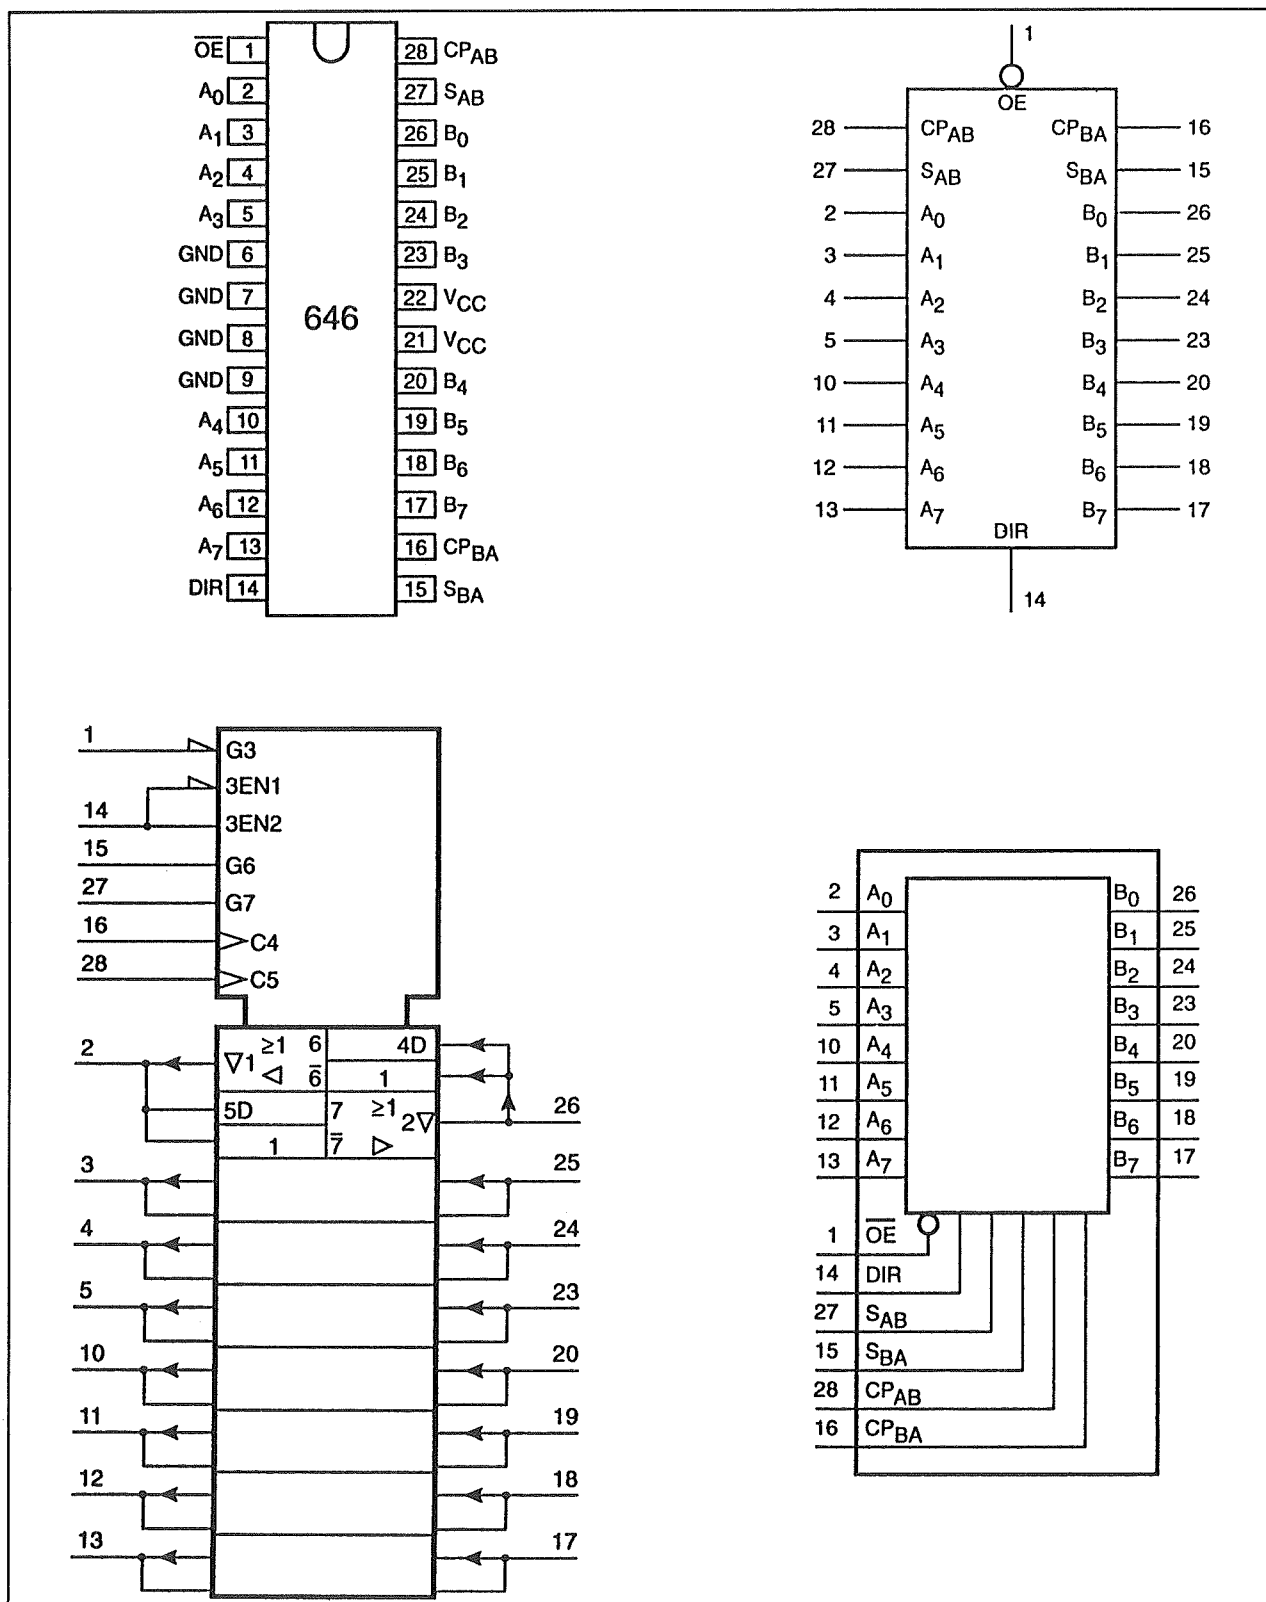 OE 1 28 CPAB
A0 2 27 SAB
A1 3 26 B0
A2 4 25 B1
A3 5 24 B2
GND 6 23 B3
GND 7 22 VCC
646
GND 8 21 VCC
GND 9 20 B4
A4 10 19 B5
A5 11 18 B6
A6 12 17 B7
A7 13 16 CPBA
DIR 14 15 SBA
1
OE
28 CPAB CPBA 16
27 SAB SBA 15
2 A0 B0 26
3 A1 B1 25
4 A2 B2 24
5 A3 B3 23
10 A4 B4 20
11 A5 B5 19
12 A6 B6 18
13 A7 B7 17
DIR
14
1 G3
3EN1
14 3EN2
15 G6
27 G7
16 C4
28 C5
2 ▽1 ≥1 6 4D
◁ 6̅ 1
5D 7 ≥1 2▽ 26
1 7̅ ▷
3 25
4 24
5 23
10 20
11 19
12 18
13 17
2 A0 B0 26
3 A1 B1 25
4 A2 B2 24
5 A3 B3 23
10 A4 B4 20
11 A5 B5 19
12 A6 B6 18
13 A7 B7 17
1 OE
14 DIR
27 SAB
15 SBA
28 CPAB
16 CPBA